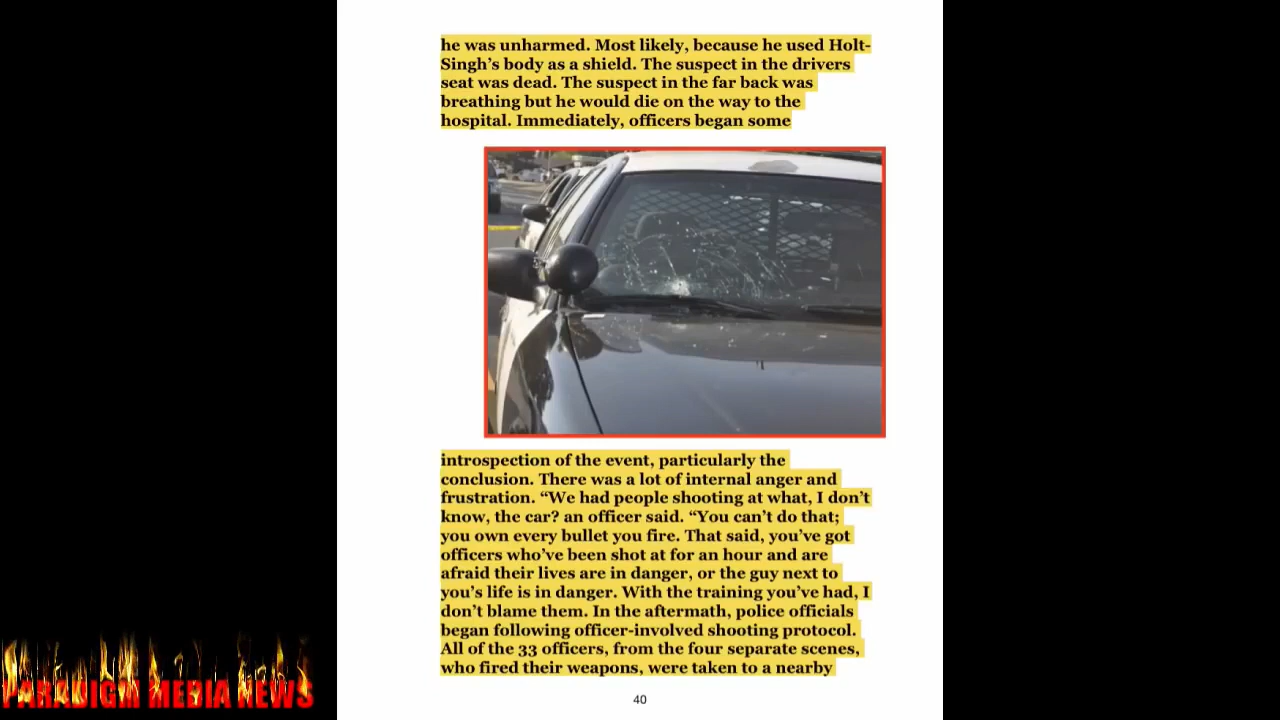 he was unharmed. Most likely, because he used Holt-
Singh’s body as a shield. The suspect in the drivers
seat was dead. The suspect in the far back was
breathing but he would die on the way to the
hospital. Immediately, officers began some
introspection of the event, particularly the
conclusion. There was a lot of internal anger and
frustration. “We had people shooting at what, I don’t
know, the car? an officer said. “You can’t do that;
you own every bullet you fire. That said, you’ve got
officers who’ve been shot at for an hour and are
afraid their lives are in danger, or the guy next to
you’s life is in danger. With the training you’ve had, I
don’t blame them. In the aftermath, police officials
began following officer-involved shooting protocol.
All of the 33 officers, from the four separate scenes,
who fired their weapons, were taken to a nearby
40
PARADIGM MEDIA NEWS